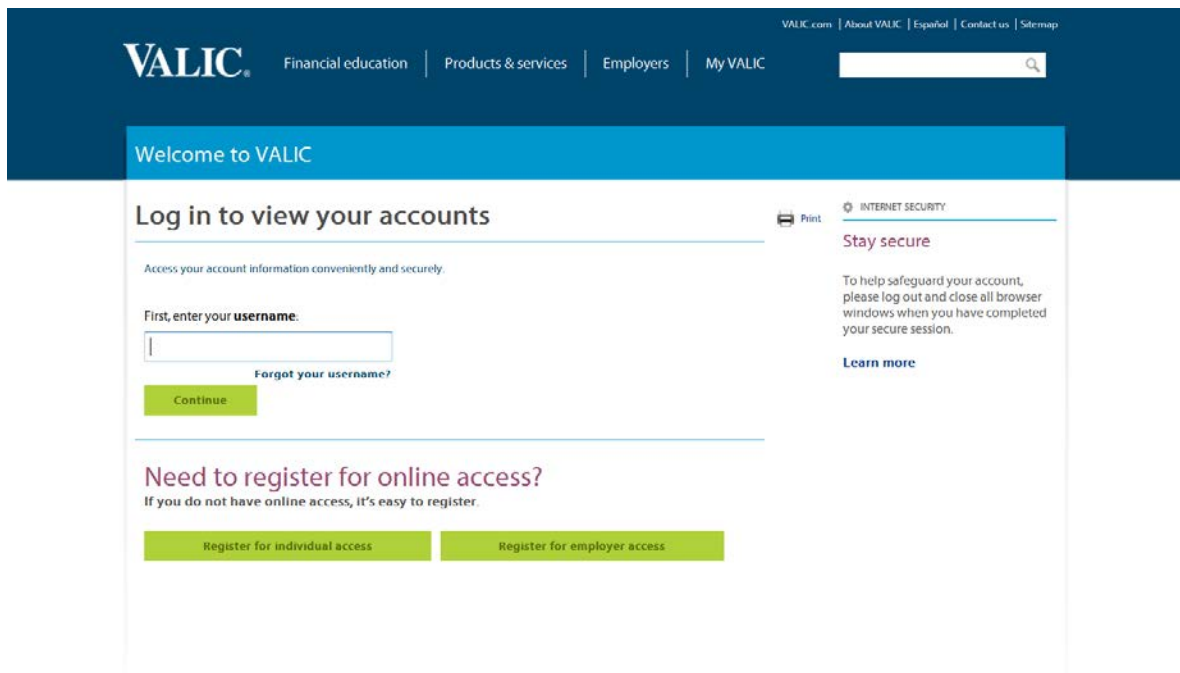 VALIC.com | About VALIC | Español | Contact us | Sitemap
VALIC® Financial education | Products & services | Employers | My VALIC
Welcome to VALIC
Log in to view your accounts
Print
Access your account information conveniently and securely.
First, enter your username.
Forgot your username?
Continue
Need to register for online access?
If you do not have online access, it's easy to register.
Register for individual access
Register for employer access
INTERNET SECURITY
Stay secure
To help safeguard your account,
please log out and close all browser
windows when you have completed
your secure session.
Learn more